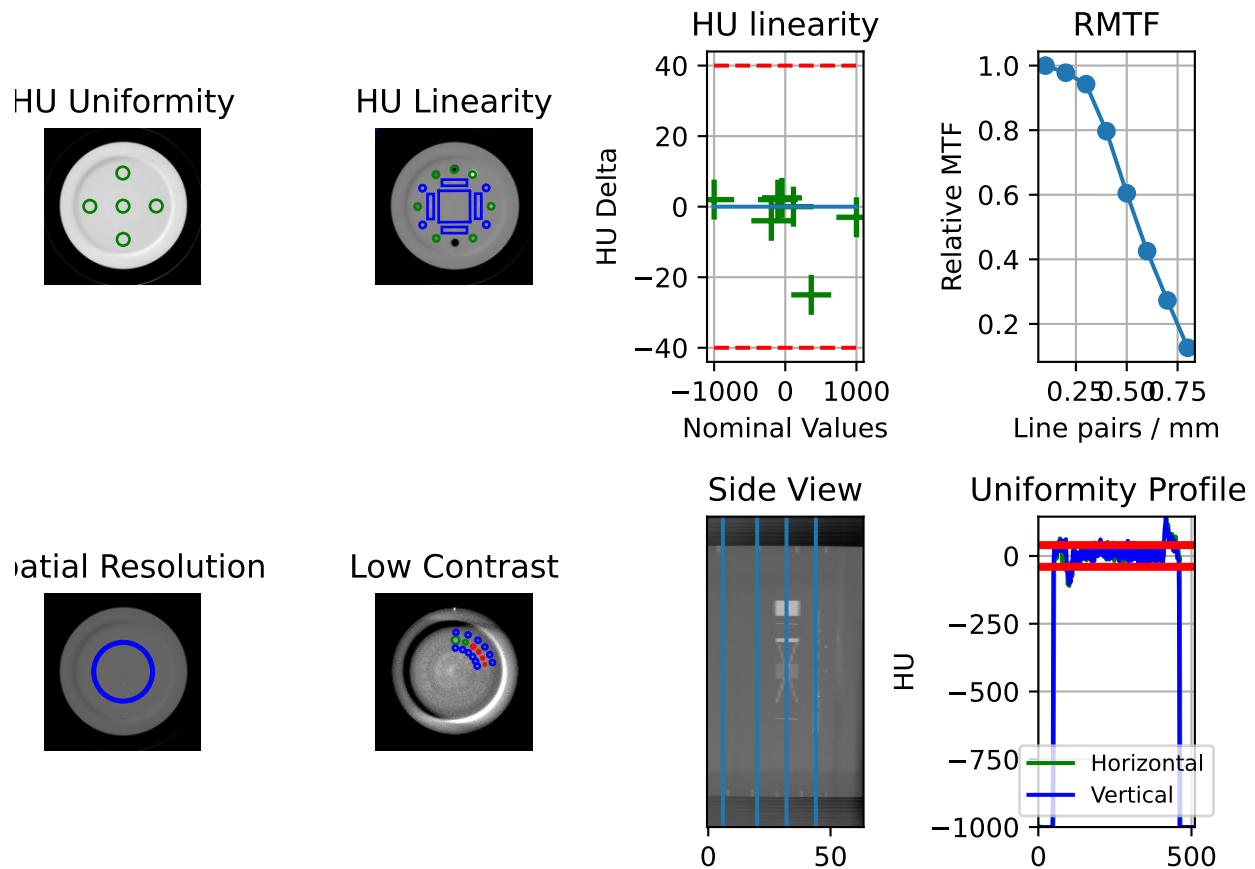 HU Uniformity
HU Linearity
HU linearity
RMTF
HU Delta
40
20
0
−20
−40
−1000
0
1000
Nominal Values
Relative MTF
1.0
0.8
0.6
0.4
0.2
0.25
0.50
0.75
Line pairs / mm
patial Resolution
Low Contrast
Side View
Uniformity Profile
0
50
HU
0
−250
−500
−750
−1000
Horizontal
Vertical
0
500